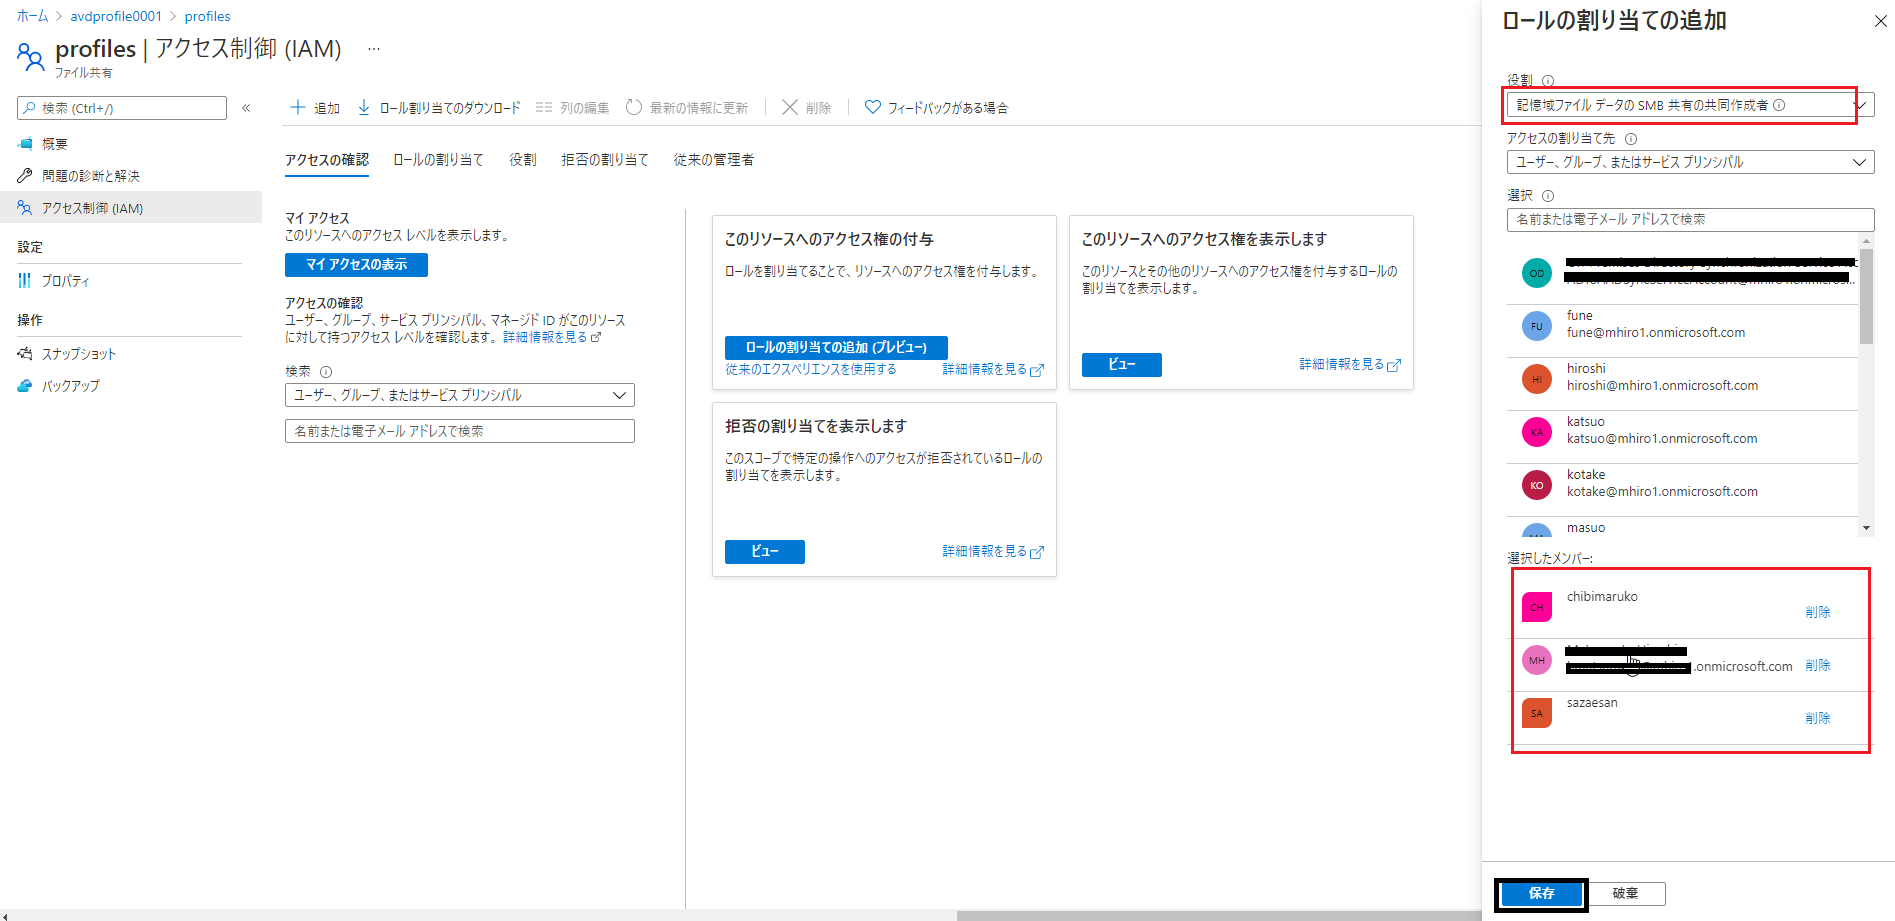 ホーム > avdprofile0001 > profiles
profiles | アクセス制御 (IAM) ...
ファイル共有
検索 (Ctrl+/)
«
概要
問題の診断と解決
アクセス制御 (IAM)
設定
プロパティ
操作
スナップショット
バックアップ
追加 ロール割り当てのダウンロード 列の編集 最新の情報に更新 削除 フィードバックがある場合
アクセスの確認 ロールの割り当て 役割 拒否の割り当て 従来の管理者
マイ アクセス
このリソースへのアクセス レベルを表示します。
マイ アクセスの表示
アクセスの確認
ユーザー、グループ、サービス プリンシパル、マネージド ID がこのリソース
に対して持つアクセス レベルを確認します。 詳細情報を見る
検索
ユーザー、グループ、またはサービス プリンシパル
名前または電子メール アドレスで検索
このリソースへのアクセス権の付与
ロールを割り当てることで、リソースへのアクセス権を付与します。
ロールの割り当ての追加 (プレビュー)
従来のエクスペリエンスを使用する 詳細情報を見る
このリソースへのアクセス権を表示します
このリソースとその他のリソースへのアクセス権を付与するロールの
割り当てを表示します。
ビュー 詳細情報を見る
拒否の割り当てを表示します
このスコープで特定の操作へのアクセスが拒否されているロールの
割り当てを表示します。
ビュー 詳細情報を見る
ロールの割り当ての追加
役割
記憶域ファイル データの SMB 共有の共同作成者
アクセスの割り当て先
ユーザー、グループ、またはサービス プリンシパル
選択
名前または電子メール アドレスで検索
OD
FU
fune
fune@mhiro1.onmicrosoft.com
HI
hiroshi
hiroshi@mhiro1.onmicrosoft.com
KA
katsuo
katsuo@mhiro1.onmicrosoft.com
KO
kotake
kotake@mhiro1.onmicrosoft.com
masuo
選択したメンバー:
CH
chibimaruko
削除
MH
.onmicrosoft.com 削除
SA
sazaesan
削除
保存 破棄